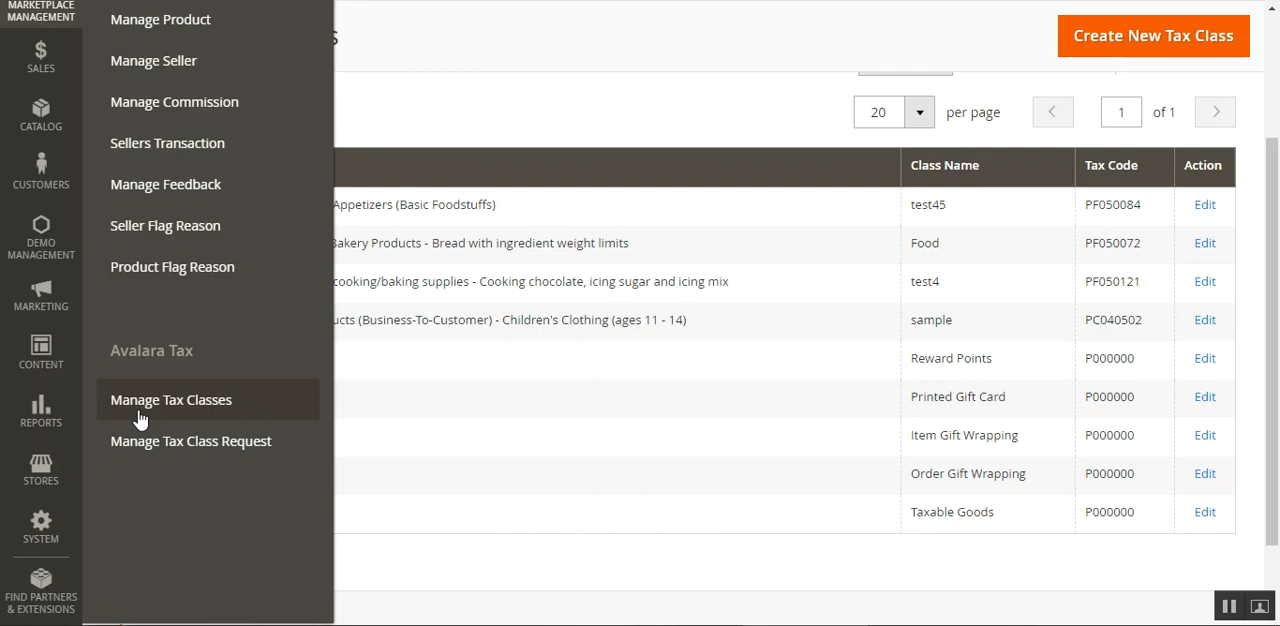 MARKETPLACE
MANAGEMENT
SALES
CATALOG
CUSTOMERS
DEMO
MANAGEMENT
MARKETING
CONTENT
REPORTS
STORES
SYSTEM
FIND PARTNERS
& EXTENSIONS
Manage Product
Manage Seller
Manage Commission
Sellers Transaction
Manage Feedback
Seller Flag Reason
Product Flag Reason
Avalara Tax
Manage Tax Classes
Manage Tax Class Request
s
Create New Tax Class
20 per page 1 of 1
Class Name Tax Code Action
Appetizers (Basic Foodstuffs) test45 PF050084 Edit
Bakery Products - Bread with ingredient weight limits Food PF050072 Edit
cooking/baking supplies - Cooking chocolate, icing sugar and icing mix test4 PF050121 Edit
ucts (Business-To-Customer) - Children's Clothing (ages 11 - 14) sample PC040502 Edit
Reward Points P000000 Edit
Printed Gift Card P000000 Edit
Item Gift Wrapping P000000 Edit
Order Gift Wrapping P000000 Edit
Taxable Goods P000000 Edit